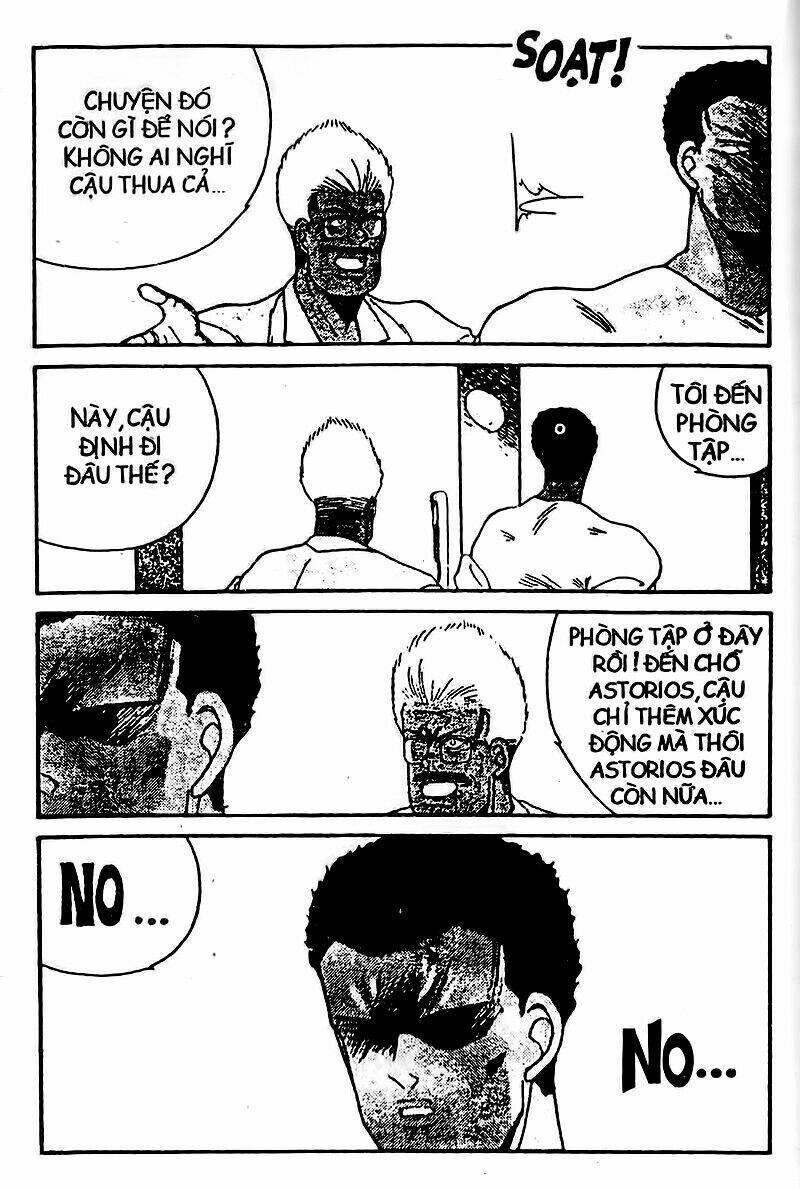 SOẠT!
CHUYỆN ĐÓ
CÒN GÌ ĐỂ NÓI?
KHÔNG AI NGHĨ
CẬU THUA CẢ...
NÀY, CẬU
ĐỊNH ĐI
ĐÂU THẾ?
TÔI ĐẾN
PHÒNG
TẬP...
PHÒNG TẬP Ở ĐÂY
RỒI! ĐẾN CHỖ
ASTORIOS, CẬU
CHỈ THÊM XÚC
ĐỘNG MÀ THÔI
ASTORIOS ĐÂU
CÒN NỮA...
NO...
NO...